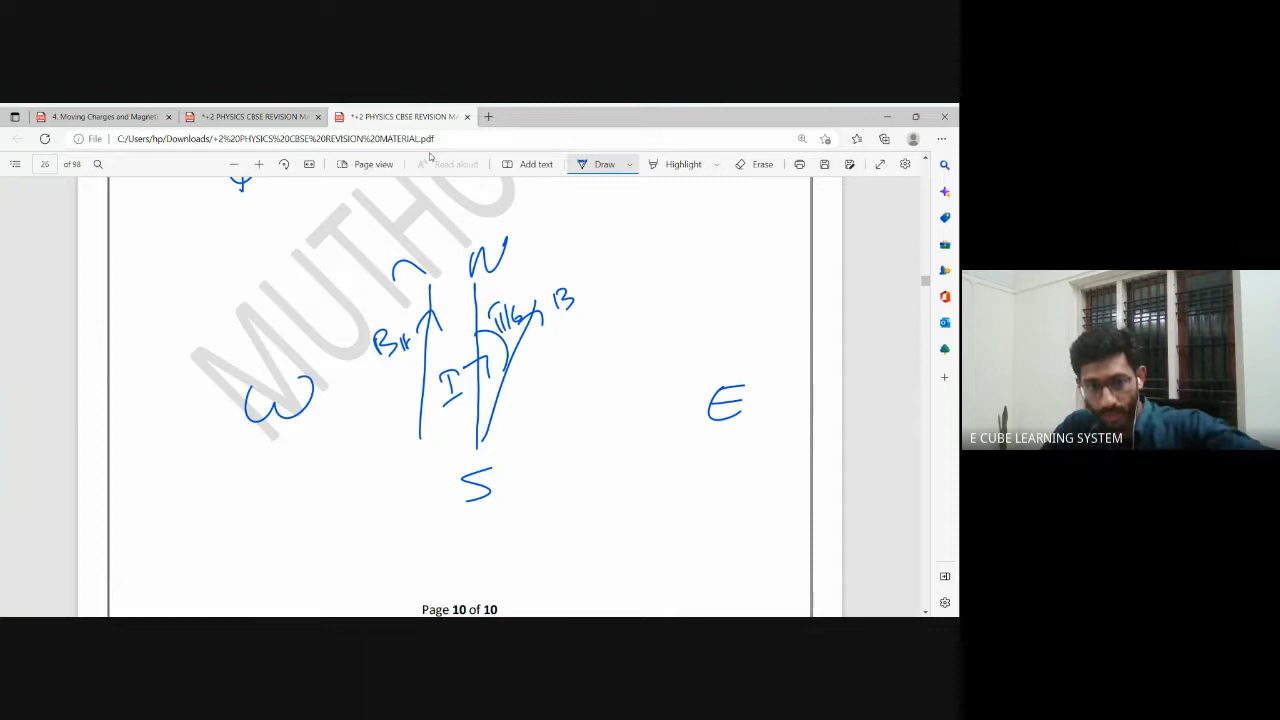 4. Moving Charges and Magneti
*+2 PHYSICS CBSE REVISION MA
*+2 PHYSICS CBSE REVISION MA
File
C:/Users/hp/Downloads/+2%20PHYSICS%20CBSE%20REVISION%20MATERIAL.pdf
26 of 98
Page view
Read aloud
Add text
Draw
Highlight
Erase
MUTHO
N
B
BH
I
W
E
S
E CUBE LEARNING SYSTEM
Page 10 of 10